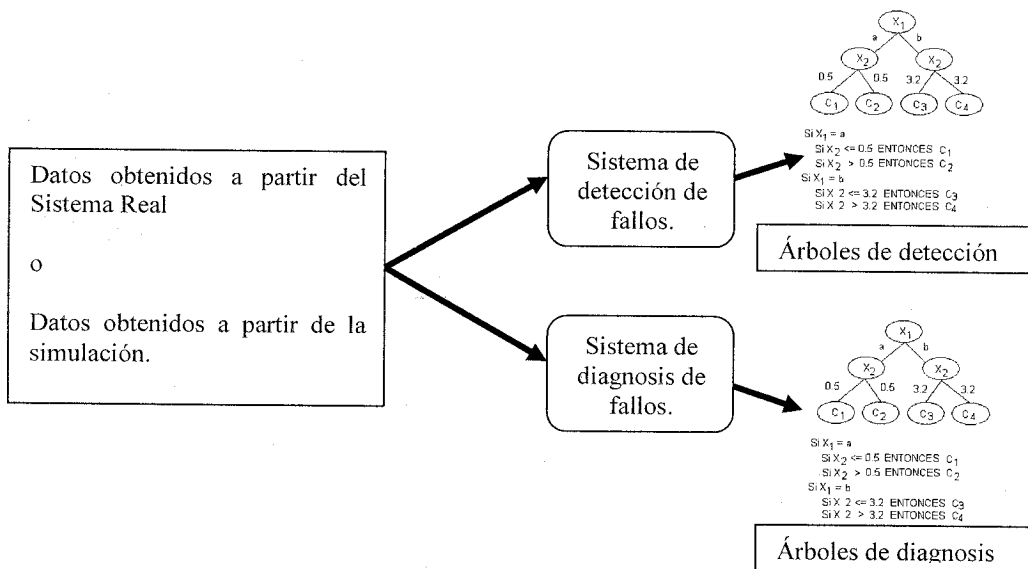 Datos obtenidos a partir del
Sistema Real
o
Datos obtenidos a partir de la
simulación.
Sistema de
detección de
fallos.
Sistema de
diagnosis de
fallos.
X1
a b
X2 X2
0.5 0.5 3.2 3.2
C1 C2 C3 C4
Si X1 = a
Si X2 <= 0.5 ENTONCES C1
Si X2 > 0.5 ENTONCES C2
Si X1 = b
Si X 2 <= 3.2 ENTONCES C3
Si X 2 > 3.2 ENTONCES C4
Árboles de detección
X1
a b
X2 X2
0.5 0.5 3.2 3.2
C1 C2 C3 C4
Si X1 = a
Si X2 <= 0.5 ENTONCES C1
Si X2 > 0.5 ENTONCES C2
Si X1 = b
Si X 2 <= 3.2 ENTONCES C3
Si X 2 > 3.2 ENTONCES C4
Árboles de diagnosis